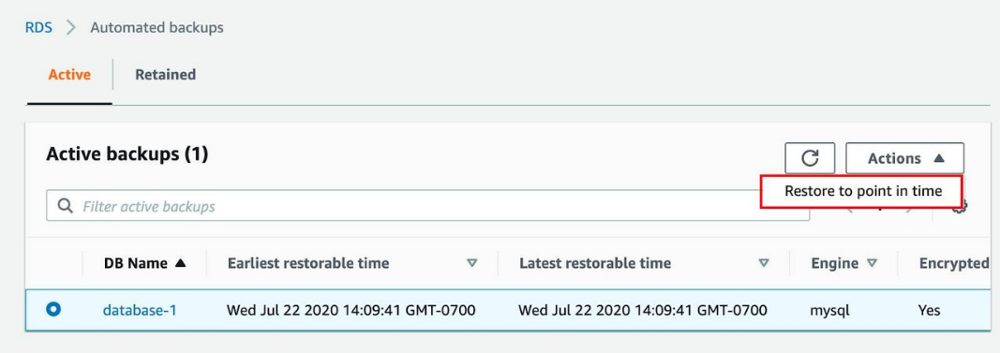 RDS > Automated backups
Active Retained
Active backups (1)
Actions
Restore to point in time
Filter active backups
DB Name Earliest restorable time Latest restorable time Engine Encrypted
database-1 Wed Jul 22 2020 14:09:41 GMT-0700 Wed Jul 22 2020 14:09:41 GMT-0700 mysql Yes